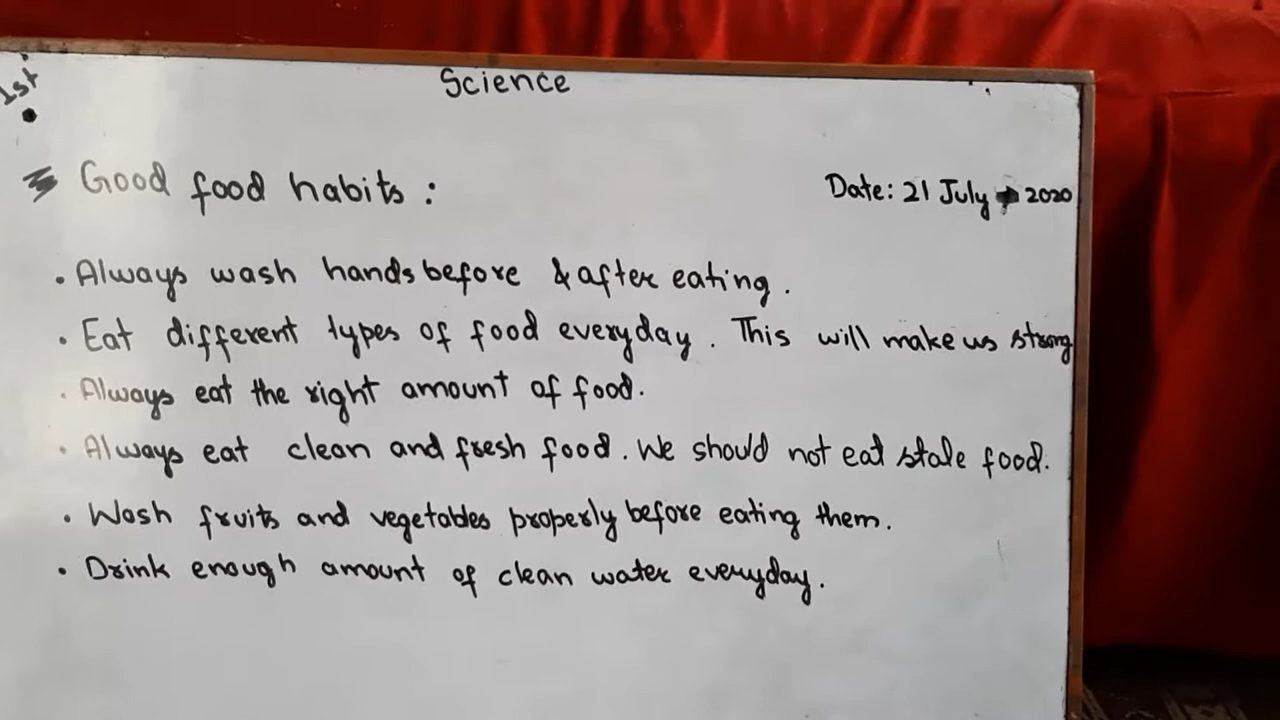 1st
Science
Good food habits :
Date: 21 July 2020
• Always wash hands before & after eating.
• Eat different types of food everyday. This will make us strong
• Always eat the right amount of food.
• Always eat clean and fresh food. We should not eat stale food.
• Wash fruits and vegetables properly before eating them.
• Drink enough amount of clean water everyday.